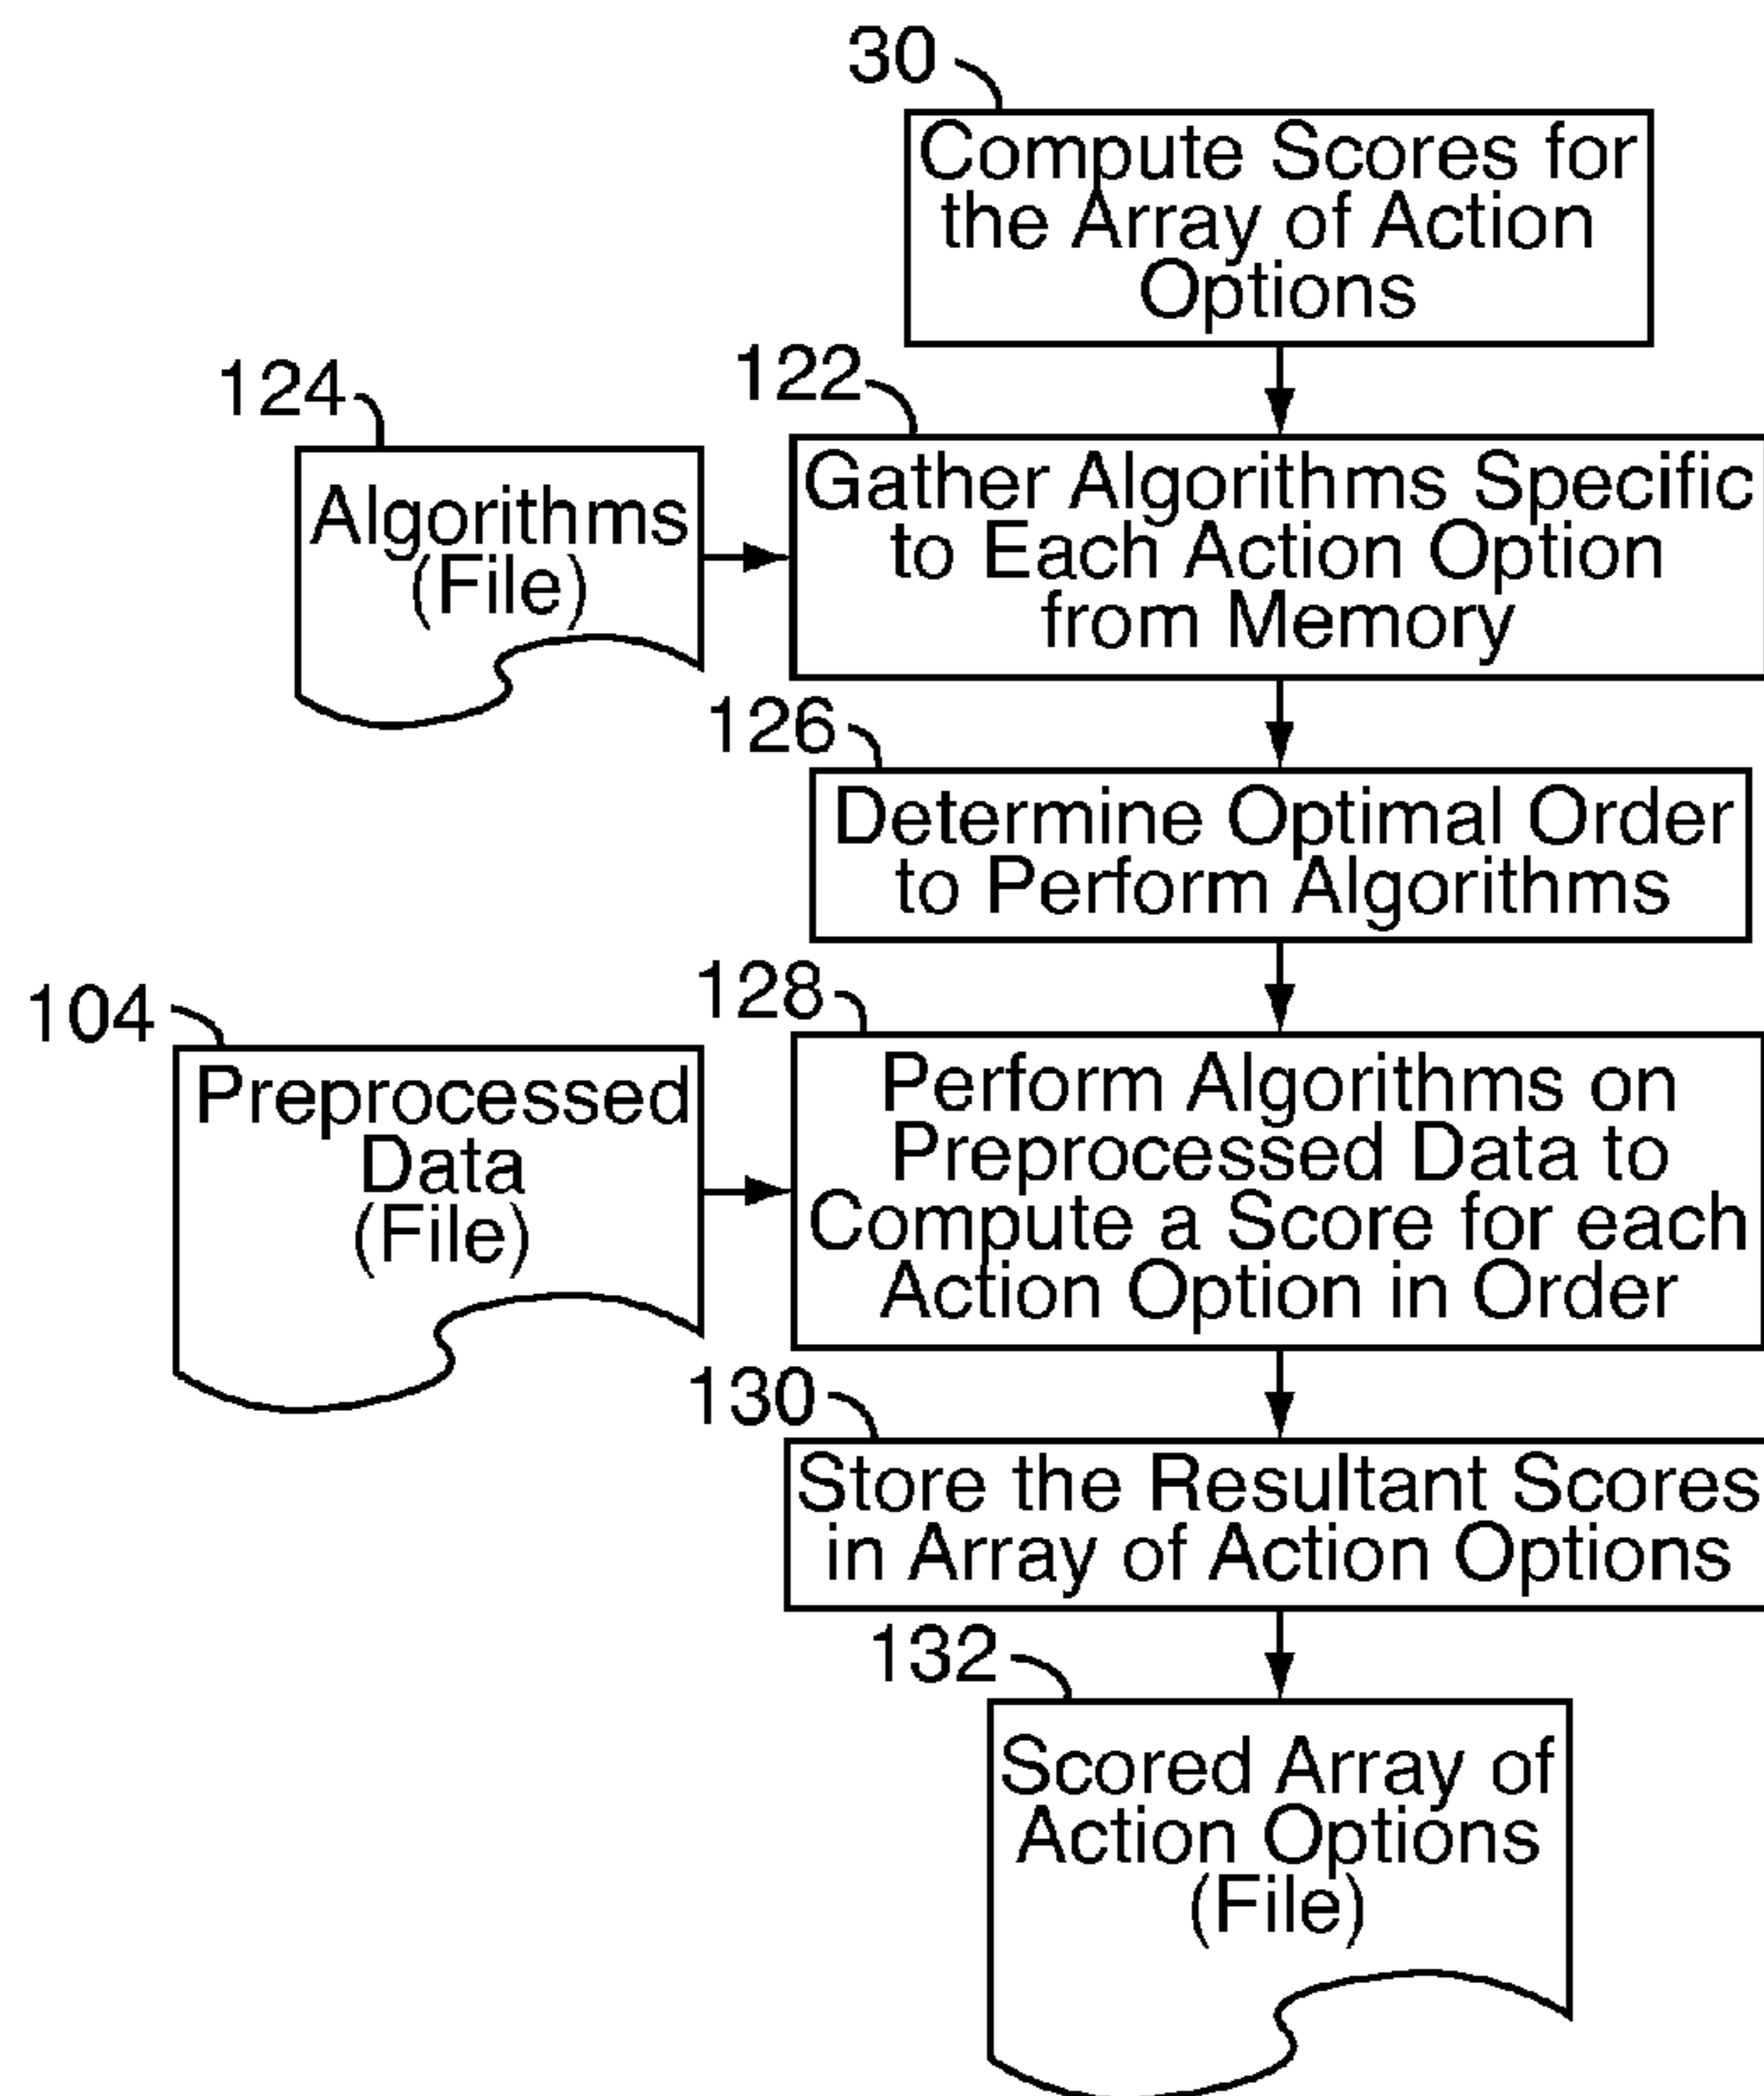 30
Compute Scores for
the Array of Action
Options
124
Algorithms
(File)
122
Gather Algorithms Specific
to Each Action Option
from Memory
126
Determine Optimal Order
to Perform Algorithms
104
Preprocessed
Data
(File)
128
Perform Algorithms on
Preprocessed Data to
Compute a Score for each
Action Option in Order
130
Store the Resultant Scores
in Array of Action Options
132
Scored Array of
Action Options
(File)